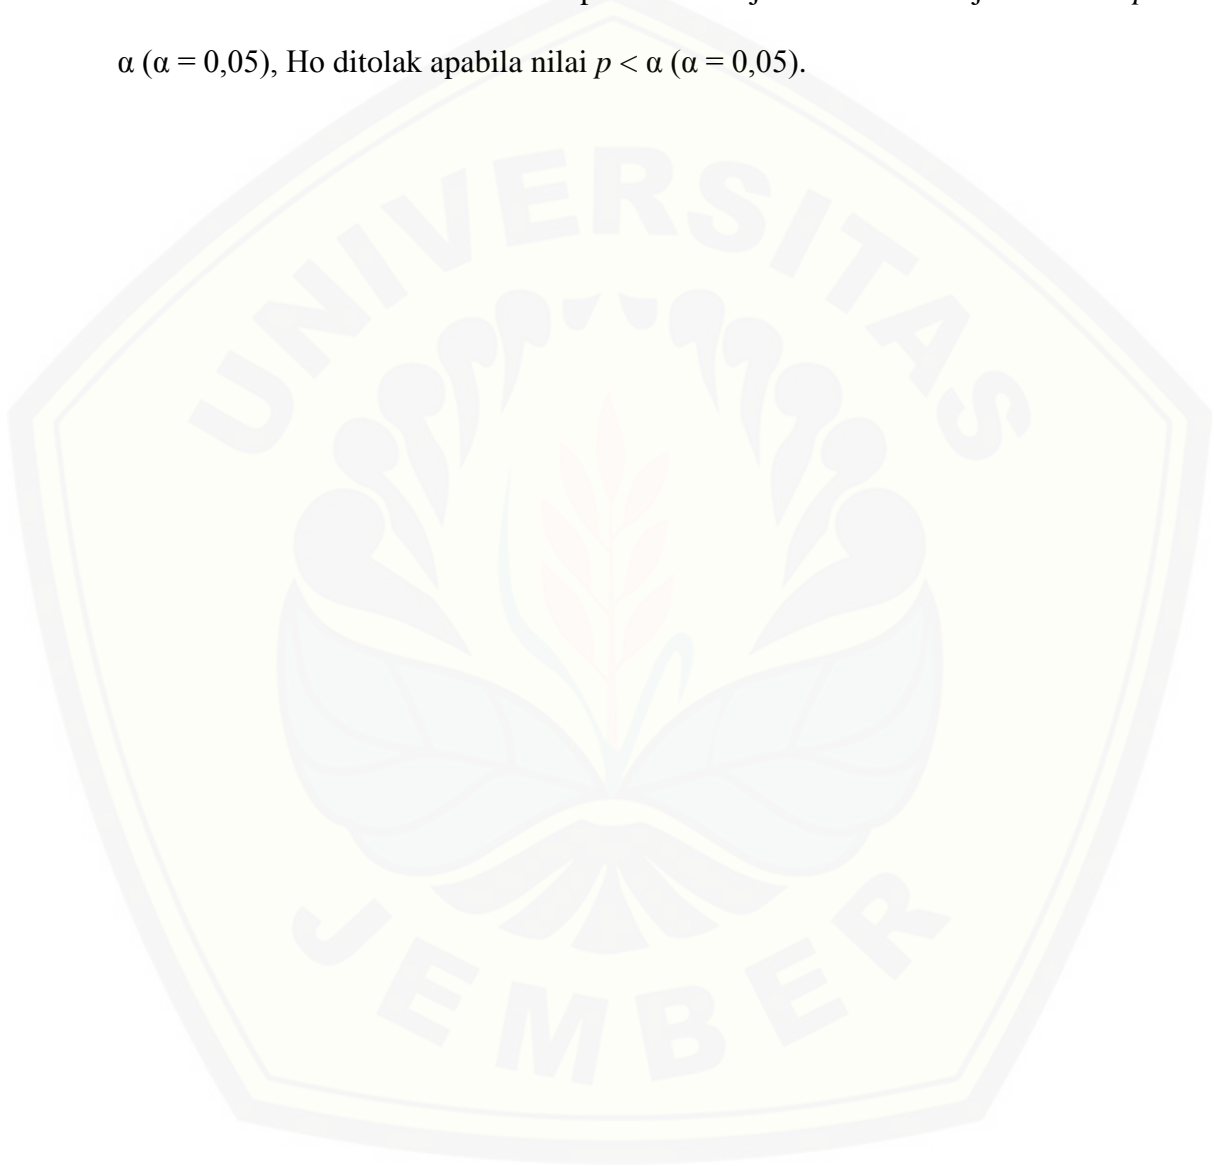 α (α = 0,05), Ho ditolak apabila nilai p < α (α = 0,05).
UNIVERSITAS
JEMBER